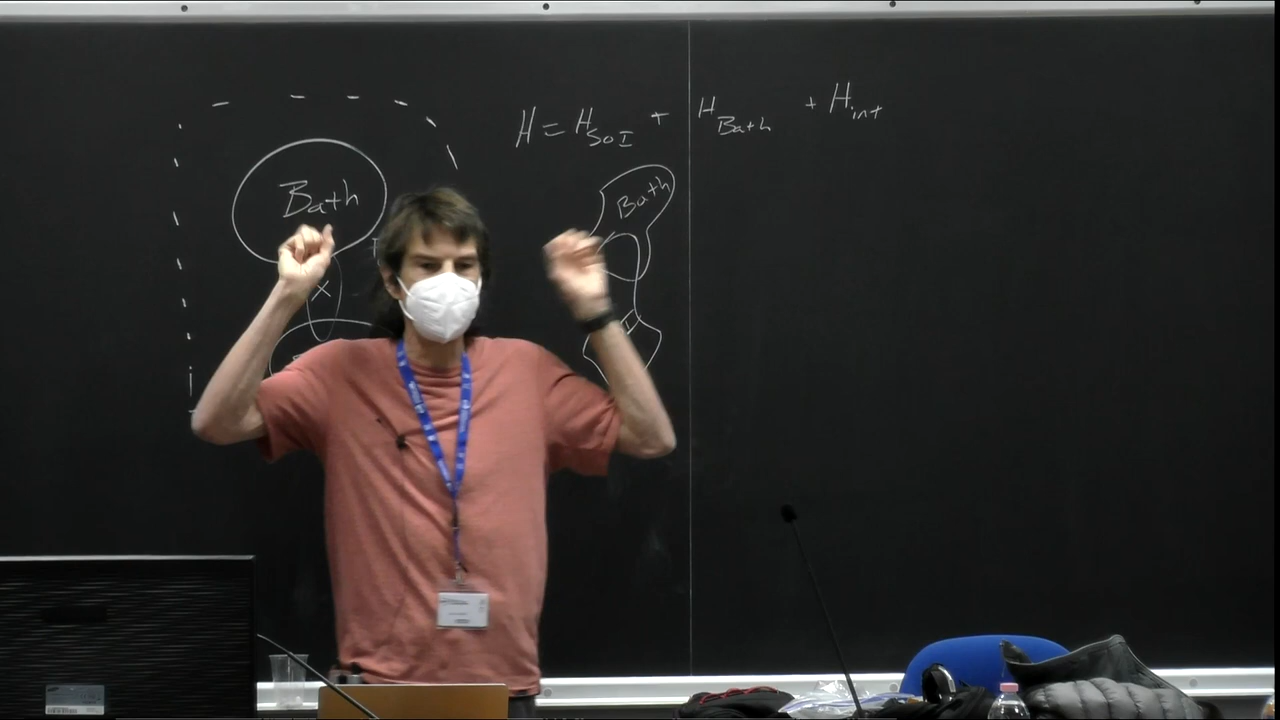 H = H_SOI + H_Bath + H_int
Bath
Bath
x